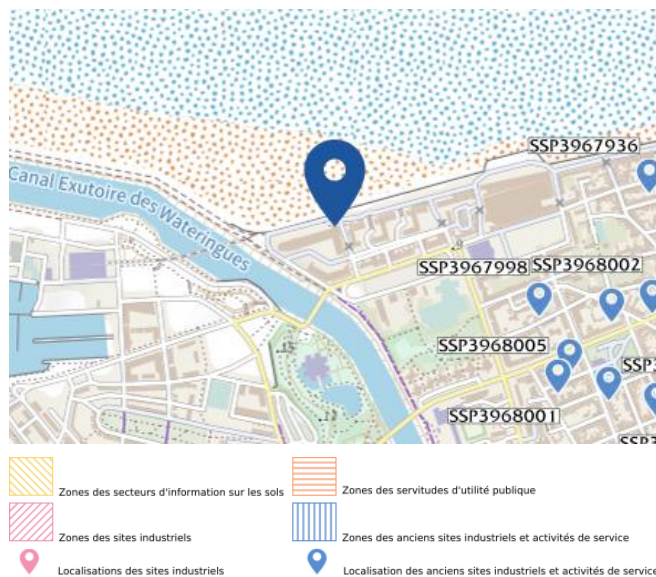 SSP3967936
Canal Exutoire des Wateringues
SSP3967998
SSP3968002
SSP3968005
SSP3968001
Zones des secteurs d'information sur les sols
Zones des servitudes d'utilité publique
Zones des sites industriels
Zones des anciens sites industriels et activités de service
Localisations des sites industriels
Localisation des anciens sites industriels et activités de service